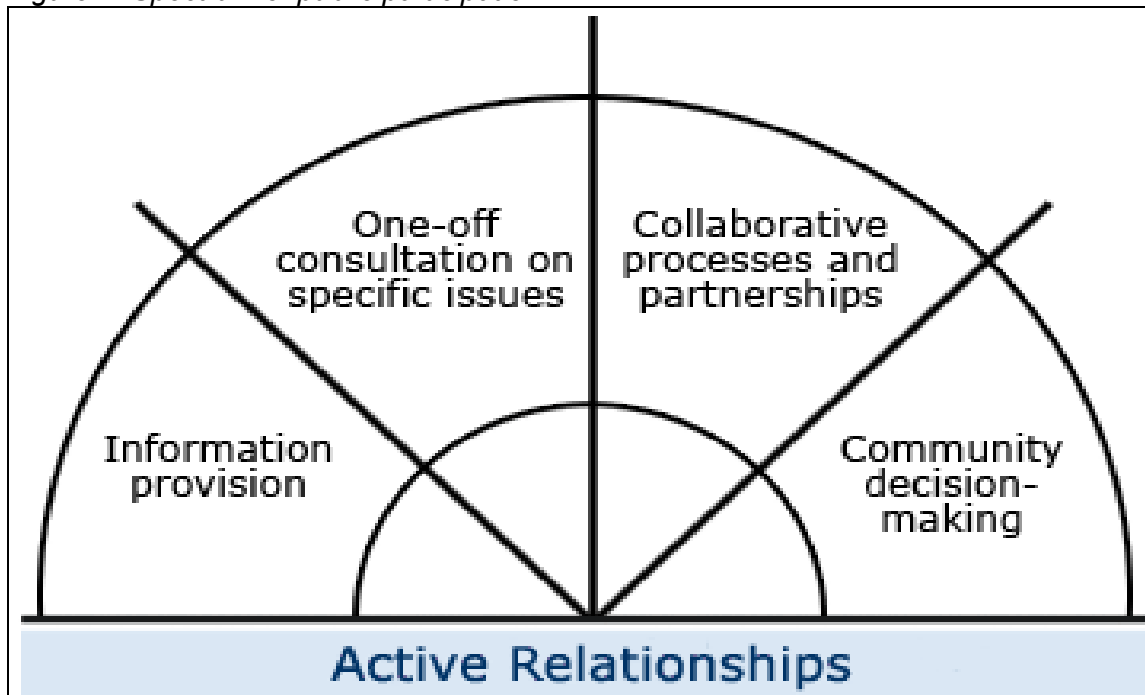 One-off
consultation on
specific issues
Collaborative
processes and
partnerships
Information
provision
Community
decision-
making
Active Relationships